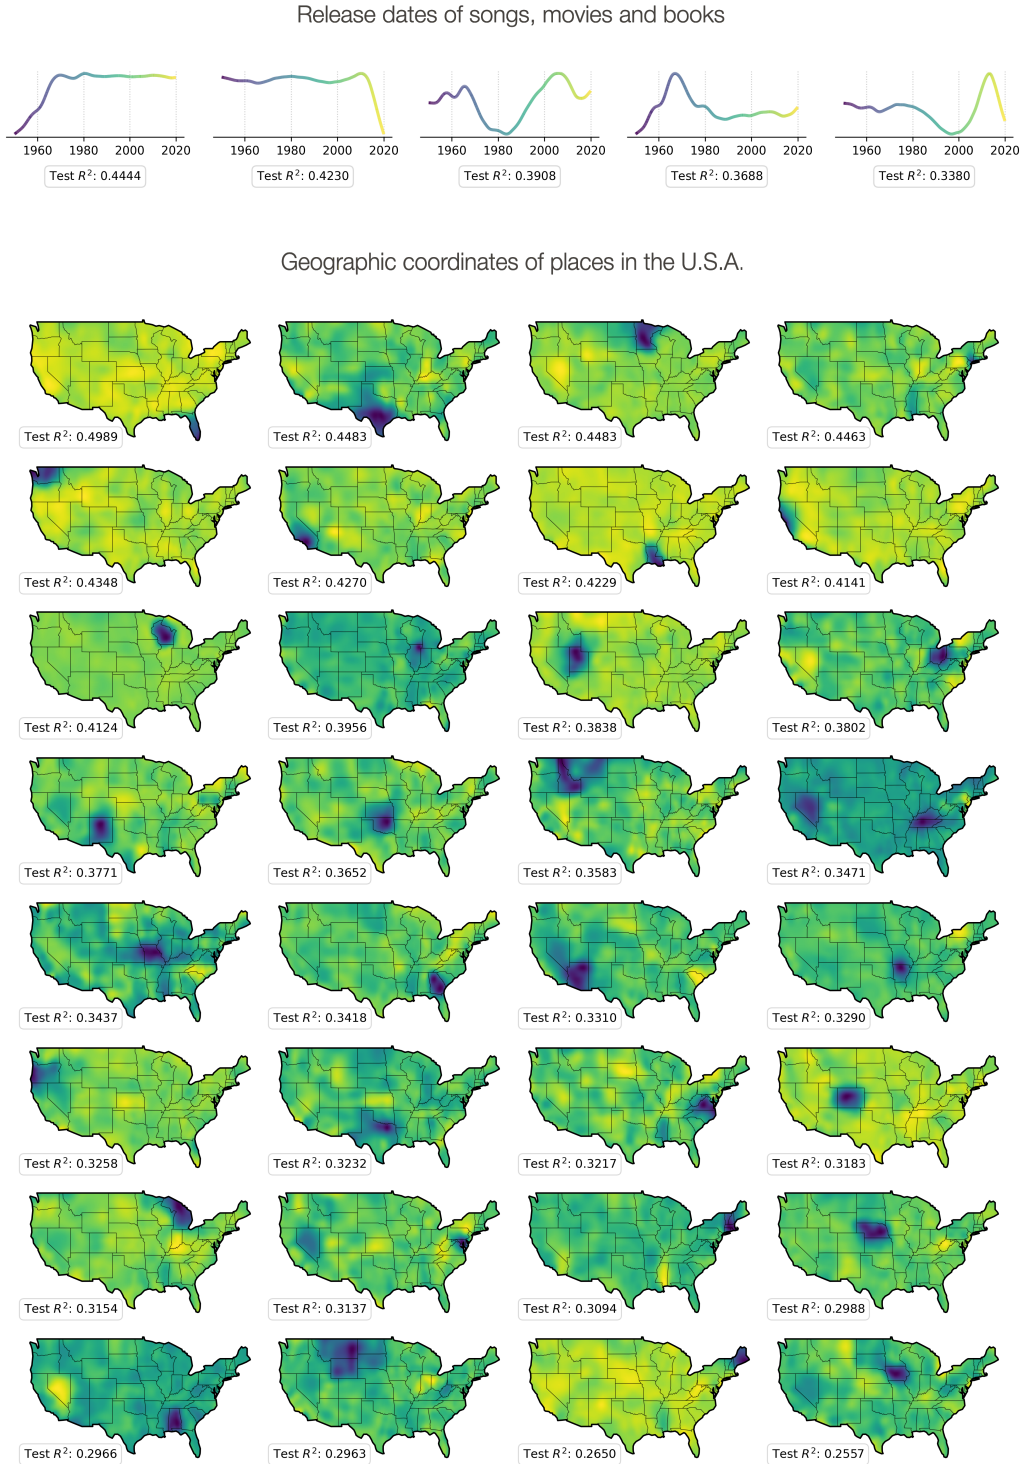 Release dates of songs, movies and books
1960 1980 2000 2020 1960 1980 2000 2020 1960 1980 2000 2020 1960 1980 2000 2020 1960 1980 2000 2020
Test R²: 0.4444 Test R²: 0.4230 Test R²: 0.3908 Test R²: 0.3688 Test R²: 0.3380
Geographic coordinates of places in the U.S.A.
Test R²: 0.4989 Test R²: 0.4483 Test R²: 0.4483 Test R²: 0.4463
Test R²: 0.4348 Test R²: 0.4270 Test R²: 0.4229 Test R²: 0.4141
Test R²: 0.4124 Test R²: 0.3956 Test R²: 0.3838 Test R²: 0.3802
Test R²: 0.3771 Test R²: 0.3652 Test R²: 0.3583 Test R²: 0.3471
Test R²: 0.3437 Test R²: 0.3418 Test R²: 0.3310 Test R²: 0.3290
Test R²: 0.3258 Test R²: 0.3232 Test R²: 0.3217 Test R²: 0.3183
Test R²: 0.3154 Test R²: 0.3137 Test R²: 0.3094 Test R²: 0.2988
Test R²: 0.2966 Test R²: 0.2963 Test R²: 0.2650 Test R²: 0.2557